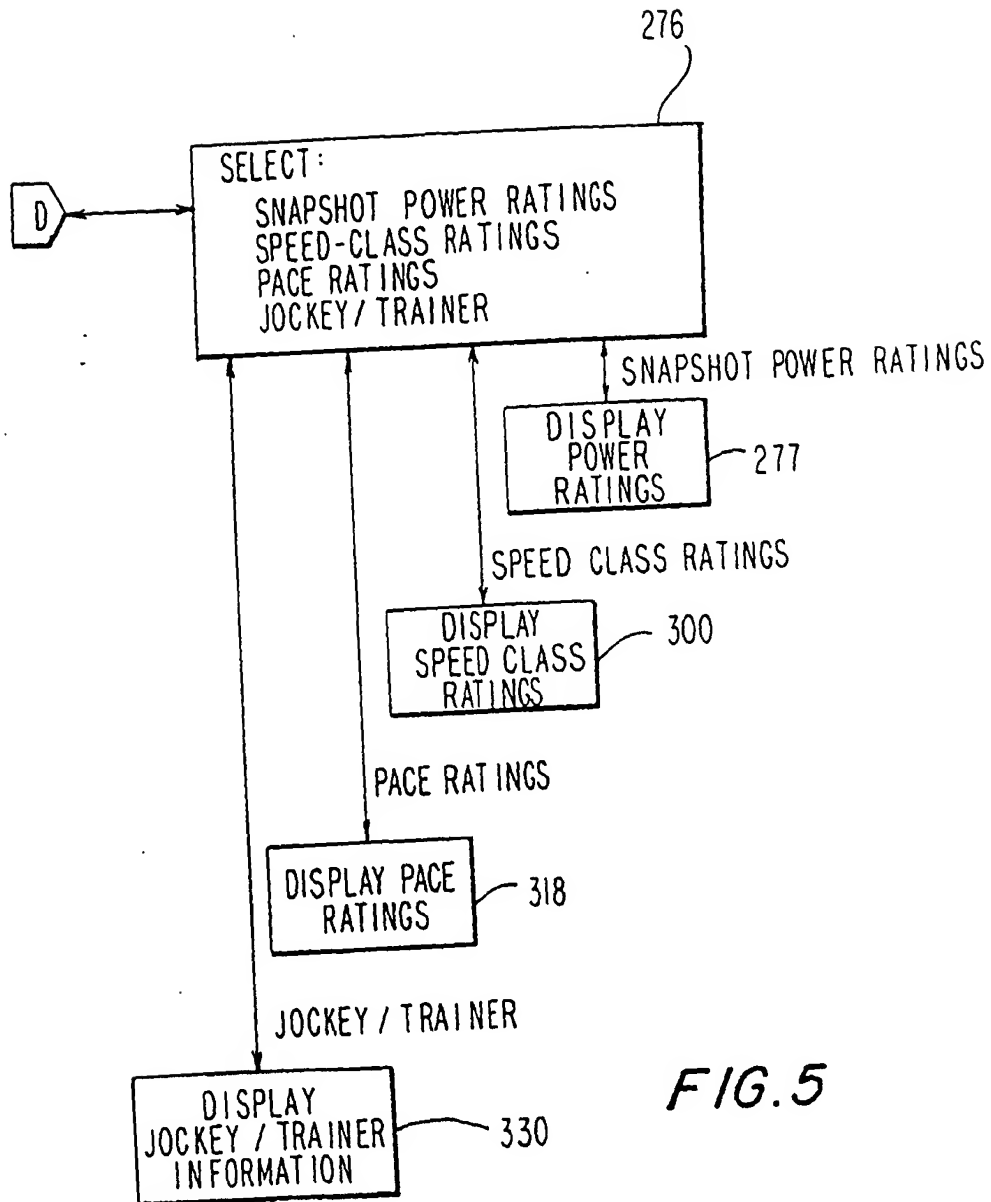 276
SELECT:
SNAPSHOT POWER RATINGS
SPEED-CLASS RATINGS
PACE RATINGS
JOCKEY/TRAINER
D
SNAPSHOT POWER RATINGS
DISPLAY
POWER
RATINGS
277
SPEED CLASS RATINGS
DISPLAY
SPEED CLASS
RATINGS
300
PACE RATINGS
DISPLAY PACE
RATINGS
318
JOCKEY / TRAINER
DISPLAY
JOCKEY / TRAINER
INFORMATION
330
FIG.5